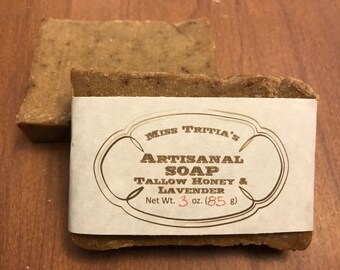 Miss Tritia's
Artisanal
Soap
Tallow Honey &
Lavender
Net Wt. 3 oz. (85 g)